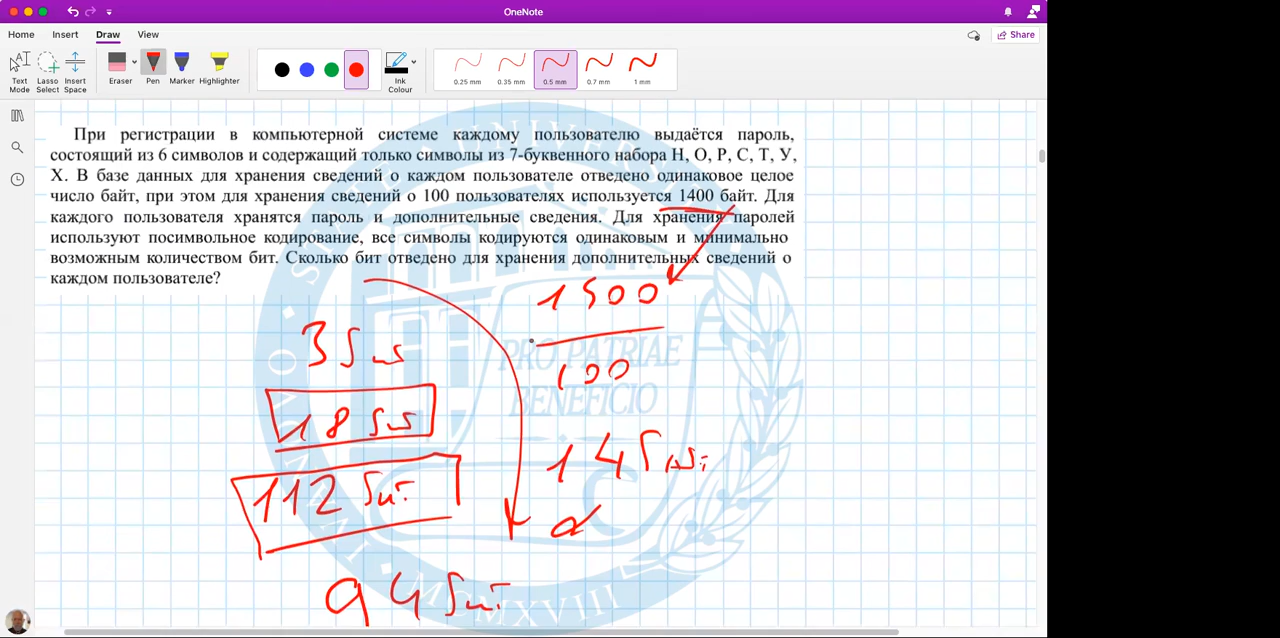 OneNote
Home Insert Draw View
Share
Text Mode
Lasso Select
Insert Space
Eraser
Pen
Marker
Highlighter
Ink Colour
0.25 mm
0.35 mm
0.5 mm
0.7 mm
1 mm
При регистрации в компьютерной системе каждому пользователю выдаётся пароль,
состоящий из 6 символов и содержащий только символы из 7-буквенного набора Н, О, Р, С, Т, У,
Х. В базе данных для хранения сведений о каждом пользователе отведено одинаковое целое
число байт, при этом для хранения сведений о 100 пользователях используется 1400 байт. Для
каждого пользователя хранятся пароль и дополнительные сведения. Для хранения паролей
используют посимвольное кодирование, все символы кодируются одинаковым и минимально
возможным количеством бит. Сколько бит отведено для хранения дополнительных сведений о
каждом пользователе?
3 бит
18 бит
112 бит
94 бит
1500
100
14 байт
PRO PATRIAE
BENEFICIO
MMXVIII